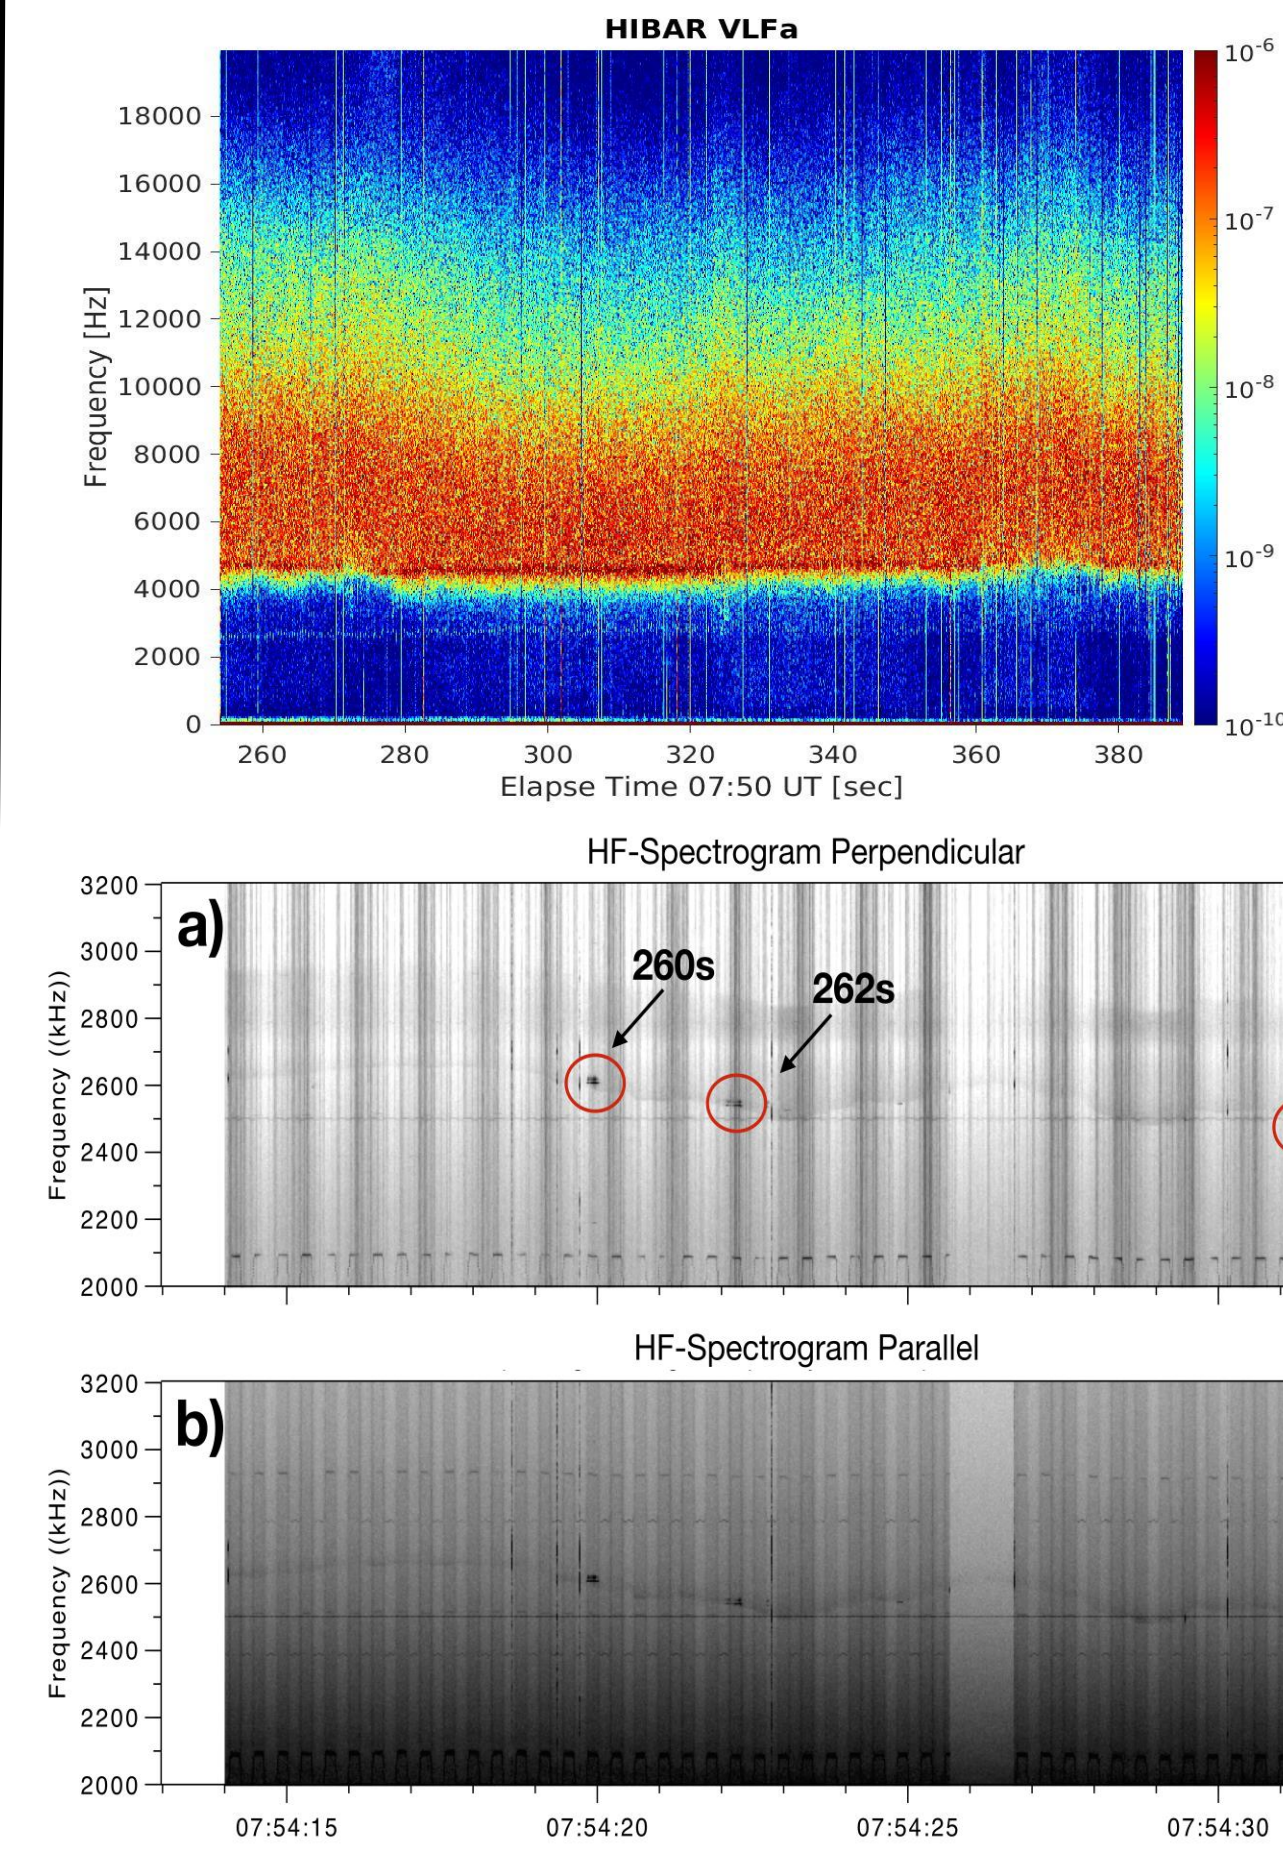 HIBAR VLFa
10-6
18000
16000
10-7
14000
12000
Frequency [Hz]
10000
10-8
8000
6000
10-9
4000
2000
0
10-10
260 280 300 320 340 360 380
Elapse Time 07:50 UT [sec]
HF-Spectrogram Perpendicular
3200
a)
3000
260s
262s
2800
Frequency ((kHz))
2600
2400
2200
2000
HF-Spectrogram Parallel
3200
b)
3000
2800
Frequency ((kHz))
2600
2400
2200
2000
07:54:15 07:54:20 07:54:25 07:54:30